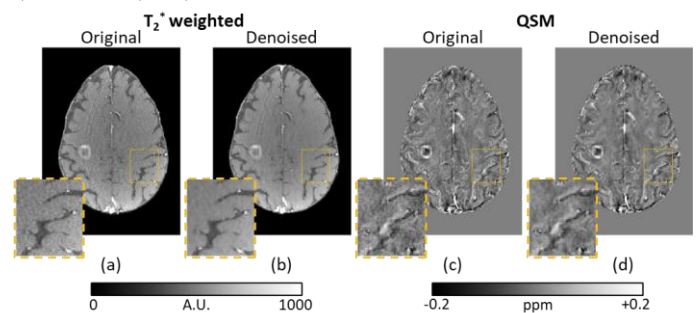 T₂* weighted QSM
Original Denoised Original Denoised
(a) (b) (c) (d)
0 A.U. 1000 -0.2 ppm +0.2